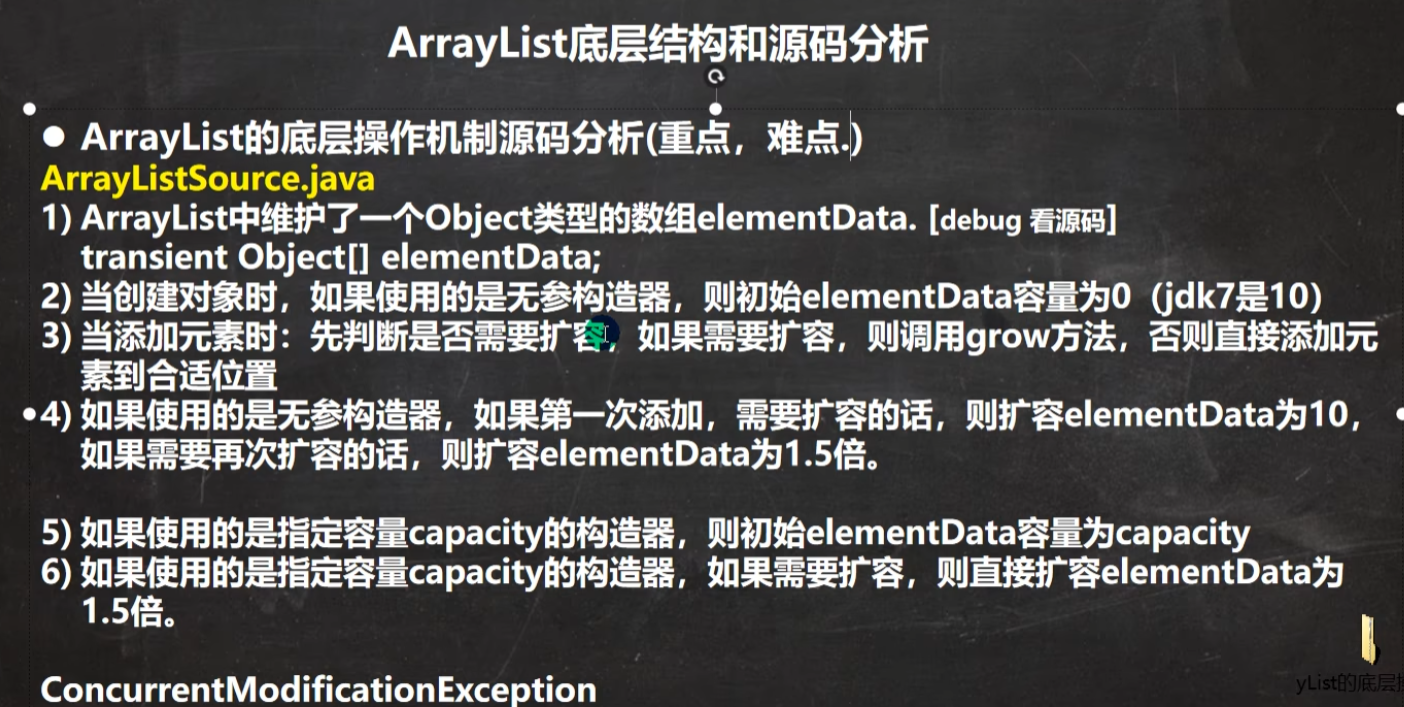 ArrayList底层结构和源码分析
● ArrayList的底层操作机制源码分析(重点，难点.)
ArrayListSource.java
1) ArrayList中维护了一个Object类型的数组elementData. [debug 看源码]
transient Object[] elementData;
2) 当创建对象时，如果使用的是无参构造器，则初始elementData容量为0（jdk7是10）
3) 当添加元素时：先判断是否需要扩容，如果需要扩容，则调用grow方法，否则直接添加元
素到合适位置
4) 如果使用的是无参构造器，如果第一次添加，需要扩容的话，则扩容elementData为10，
如果需要再次扩容的话，则扩容elementData为1.5倍。
5) 如果使用的是指定容量capacity的构造器，则初始elementData容量为capacity
6) 如果使用的是指定容量capacity的构造器，如果需要扩容，则直接扩容elementData为
1.5倍。
yList的底层
ConcurrentModificationException